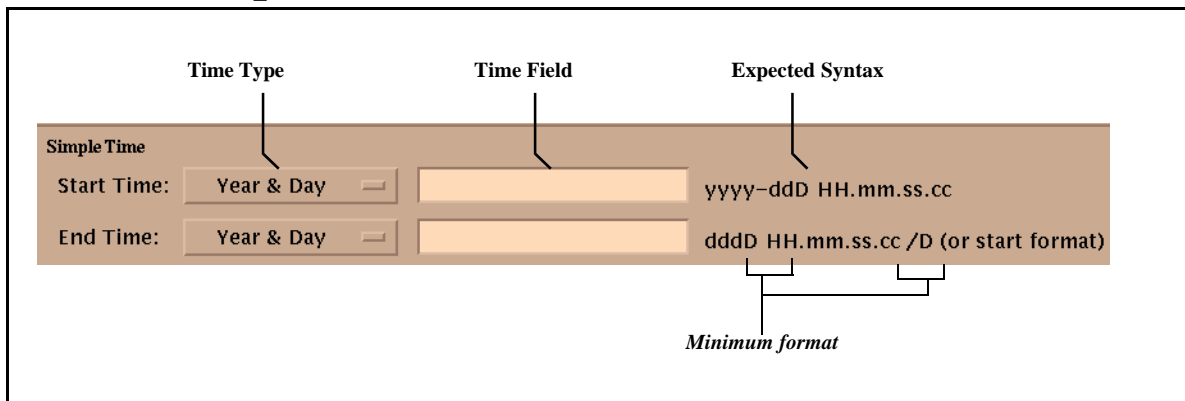 Time Type Time Field Expected Syntax
Simple Time
Start Time: Year & Day yyyy-ddD HH.mm.ss.cc
End Time: Year & Day dddD HH.mm.ss.cc /D (or start format)
Minimum format